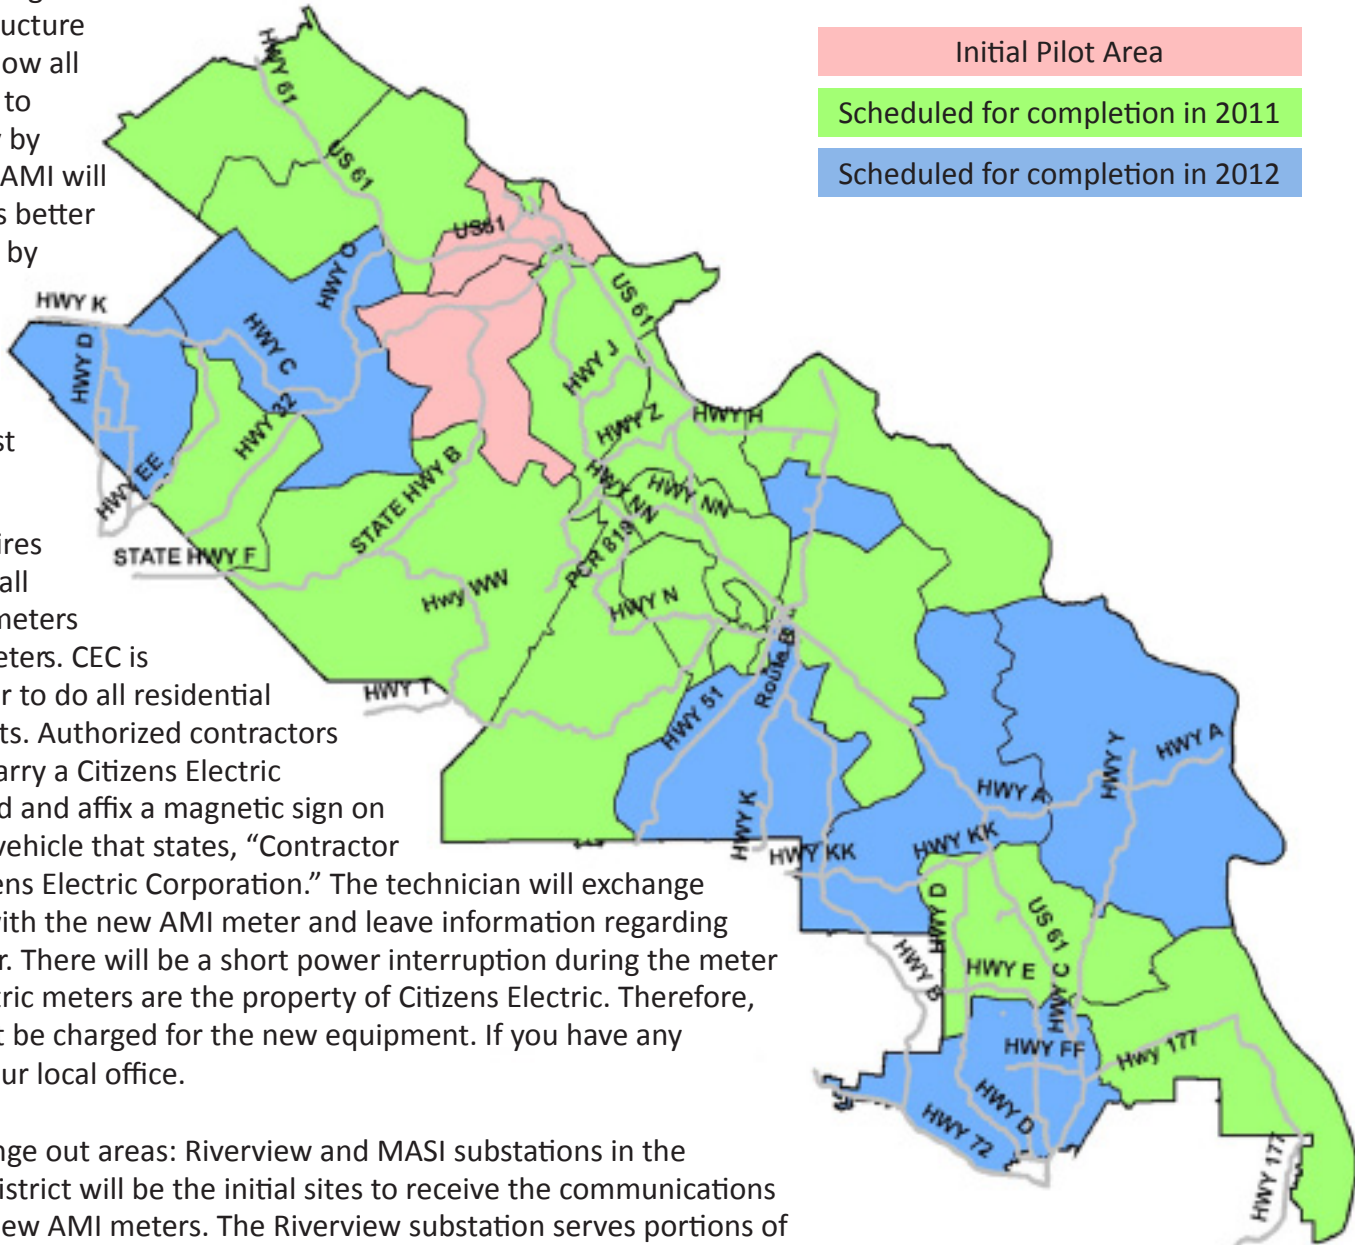 ucture
ow all
to
by
AMI will
s better
by
st
ires
all
meters
eters. CEC is
r to do all residential
ts. Authorized contractors
arry a Citizens Electric
d and affix a magnetic sign on
vehicle that states, “Contractor
ens Electric Corporation.” The technician will exchange
with the new AMI meter and leave information regarding
r. There will be a short power interruption during the meter
tric meters are the property of Citizens Electric. Therefore,
t be charged for the new equipment. If you have any
ur local office.
nge out areas: Riverview and MASI substations in the
istrict will be the initial sites to receive the communications
new AMI meters. The Riverview substation serves portions of
Initial Pilot Area
Scheduled for completion in 2011
Scheduled for completion in 2012
HWY 61
US 61
US61
HWY O
US 61
HWY K
HWY D
HWY C
HWY J
HWY 32
HWY Z
HWY H
HWY EE
STATE HWY B
HWY NN
HWY NN
STATE HWY F
PCR 819
Hwy WW
HWY N
Route B
HWY T
HWY 51
HWY Y
HWY A
HWY A
HWY K
HWY KK
HWY KK
HWY D
US 61
HWY B
HWY E
HWY C
HWY FF
Hwy 177
HWY D
HWY 72
HWY 177